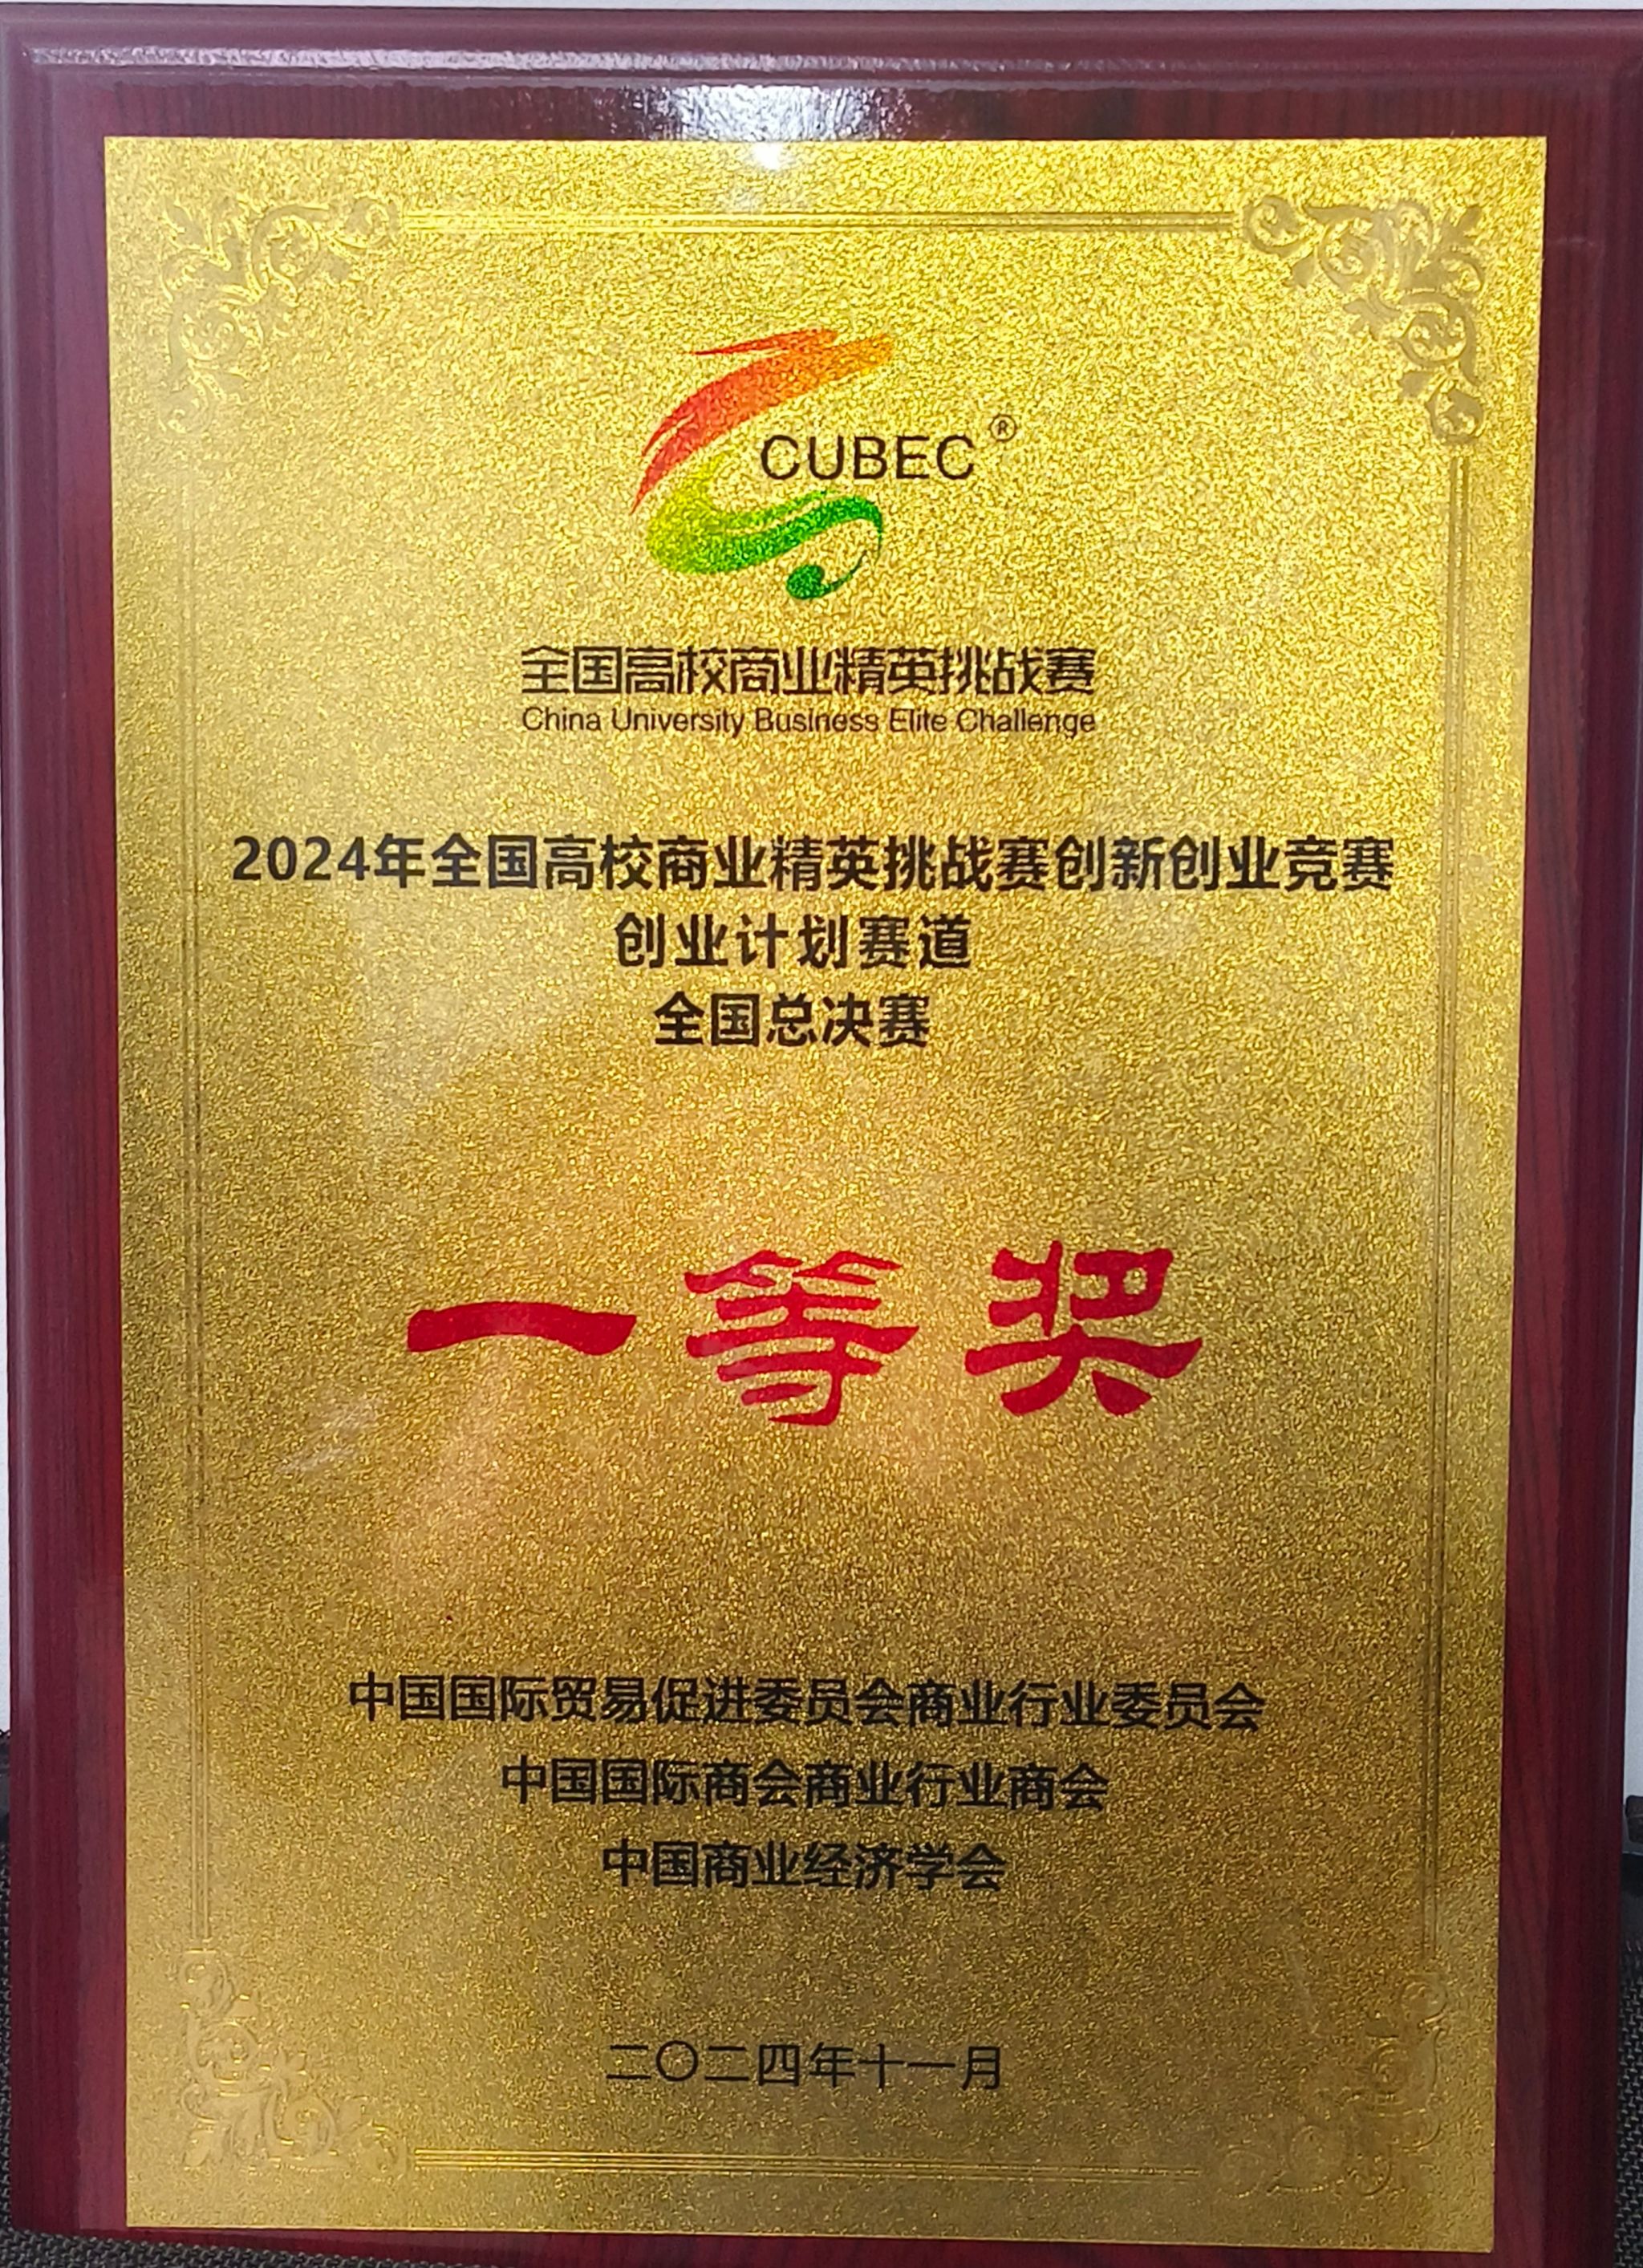 CUBEC®
全国高校商业精英挑战赛
China University Business Elite Challenge
2024年全国高校商业精英挑战赛创新创业竞赛
创业计划赛道
全国总决赛
一等奖
中国国际贸易促进委员会商业行业委员会
中国国际商会商业行业商会
中国商业经济学会
二〇二四年十一月